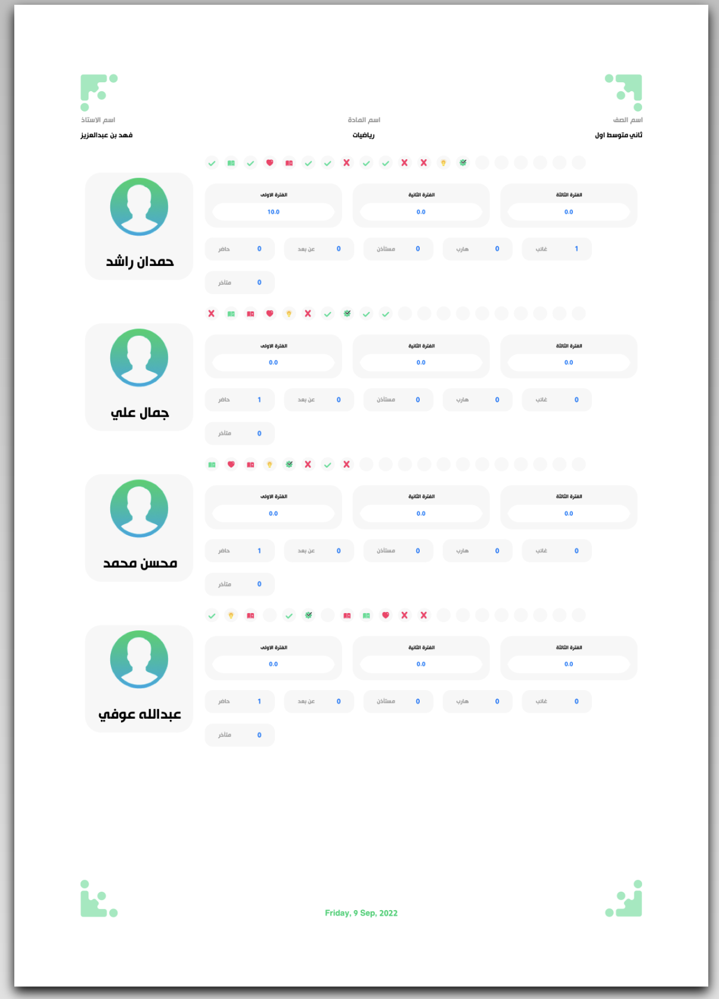 اسم الصف
اسم المادة
اسم الاستاذ
ثاني متوسط اول
رياضيات
فهد بن عبدالعزيز
حمدان راشد
الفترة الاولى
الفترة الثانية
الفترة الثالثة
10.0
0.0
0.0
حاضر 0
عن بعد 0
مستأذن 0
هارب 0
غائب 1
متأخر 0
جمال علي
الفترة الاولى
الفترة الثانية
الفترة الثالثة
0.0
0.0
0.0
حاضر 1
عن بعد 0
مستأذن 0
هارب 0
غائب 0
متأخر 0
محسن محمد
الفترة الاولى
الفترة الثانية
الفترة الثالثة
0.0
0.0
0.0
حاضر 1
عن بعد 0
مستأذن 0
هارب 0
غائب 0
متأخر 0
عبدالله عوفي
الفترة الاولى
الفترة الثانية
الفترة الثالثة
0.0
0.0
0.0
حاضر 1
عن بعد 0
مستأذن 0
هارب 0
غائب 0
متأخر 0
Friday, 9 Sep, 2022